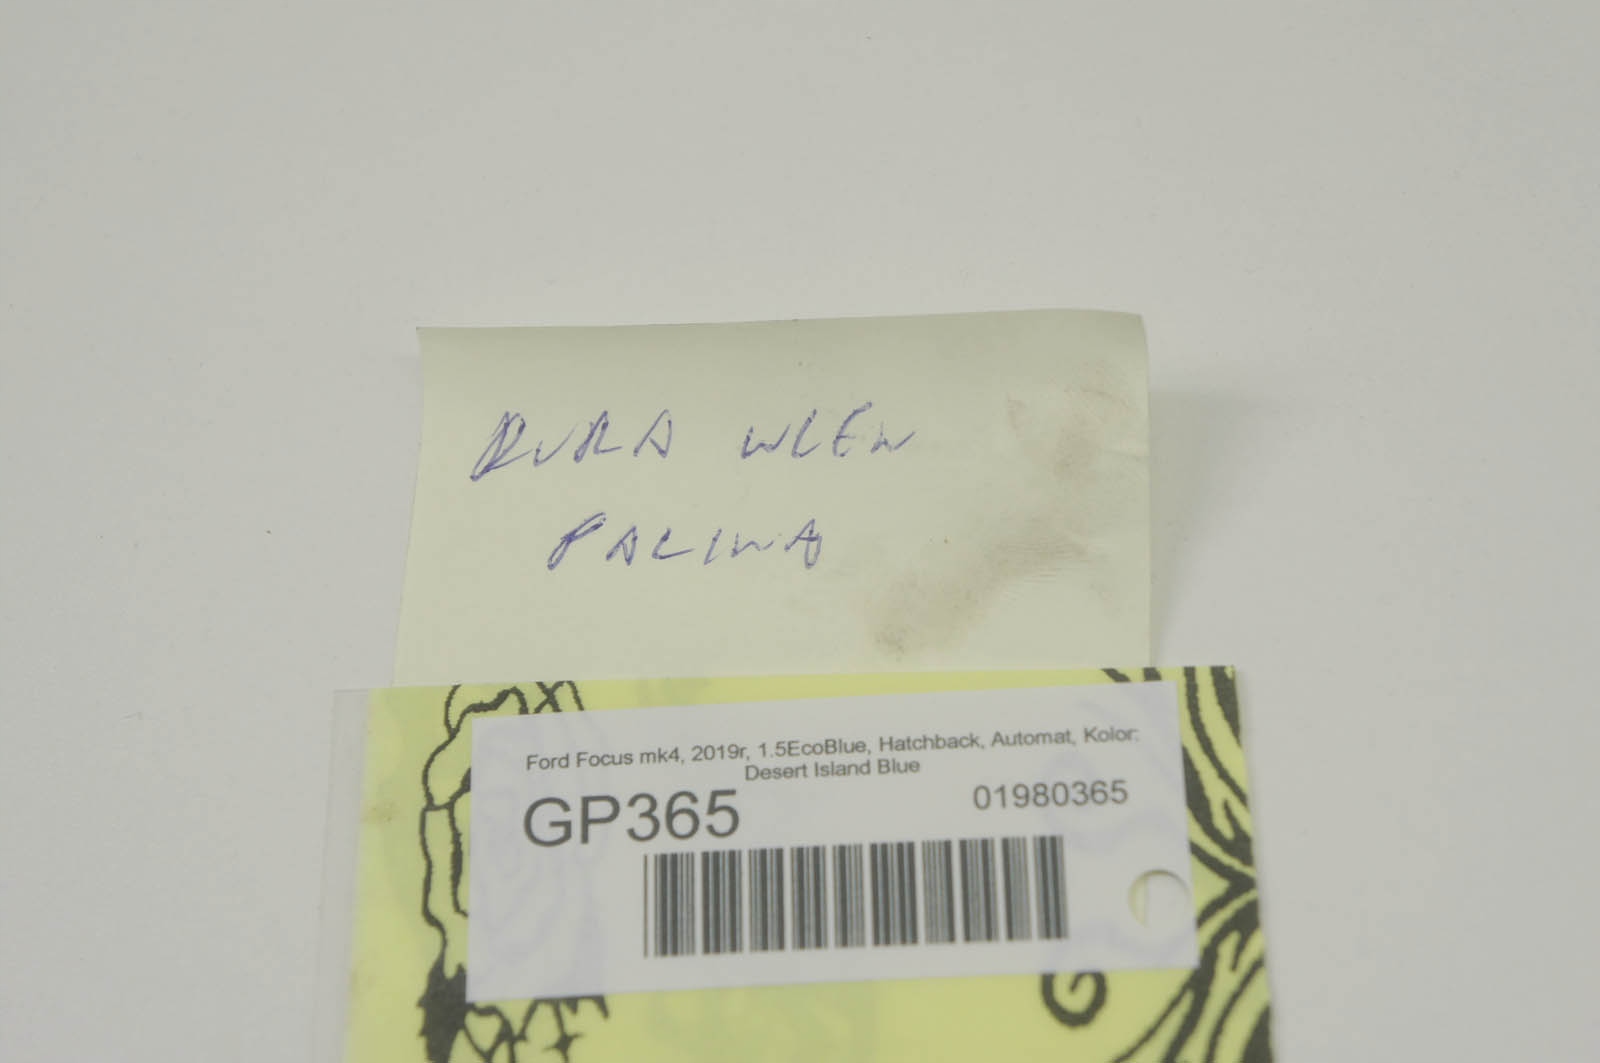 RURA WLEW
PALIWA
Ford Focus mk4, 2019r, 1.5EcoBlue, Hatchback, Automat, Kolor:
Desert Island Blue
GP365 01980365